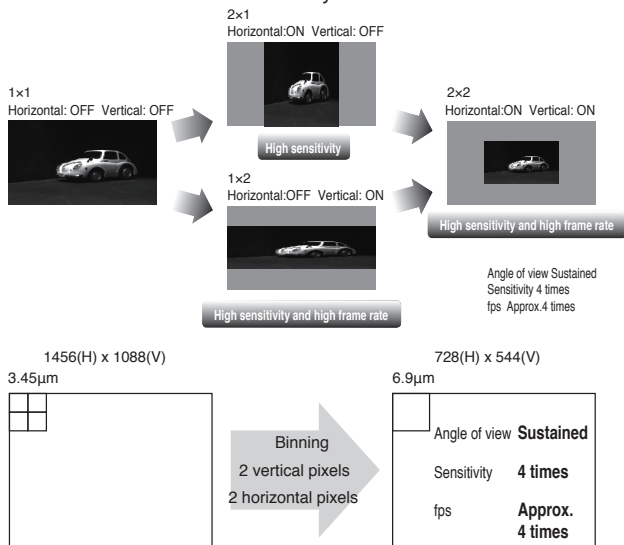 2×1
Horizontal:ON Vertical: OFF
1×1
Horizontal: OFF Vertical: OFF
High sensitivity
2×2
Horizontal:ON Vertical: ON
1×2
Horizontal:OFF Vertical: ON
High sensitivity and high frame rate
High sensitivity and high frame rate
Angle of view Sustained
Sensitivity 4 times
fps Approx.4 times
1456(H) x 1088(V)
3.45µm
Binning
2 vertical pixels
2 horizontal pixels
728(H) x 544(V)
6.9µm
Angle of view Sustained
Sensitivity 4 times
fps Approx.
4 times